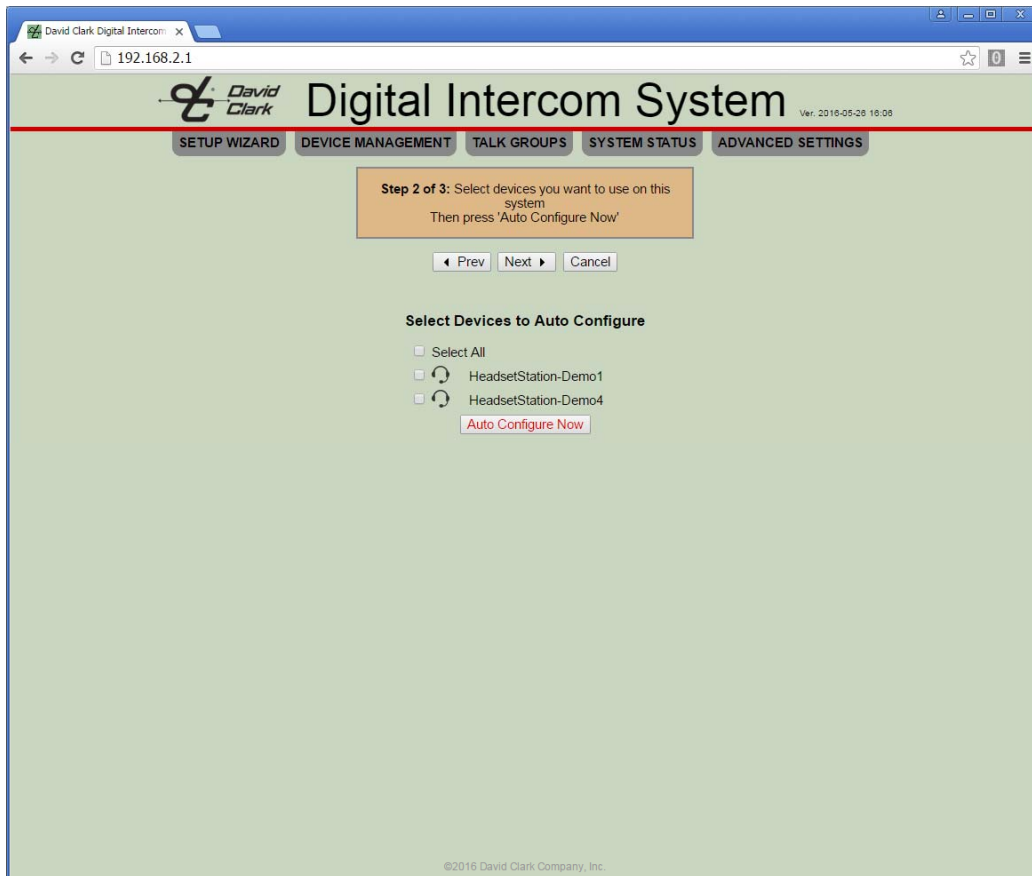 David Clark Digital Intercom
192.168.2.1
0
David
Clark
Digital Intercom System
Ver. 2016-05-26 16:06
SETUP WIZARD DEVICE MANAGEMENT TALK GROUPS SYSTEM STATUS ADVANCED SETTINGS
Step 2 of 3: Select devices you want to use on this
system
Then press 'Auto Configure Now'
Prev Next Cancel
Select Devices to Auto Configure
Select All
HeadsetStation-Demo1
HeadsetStation-Demo4
Auto Configure Now
©2016 David Clark Company, Inc.